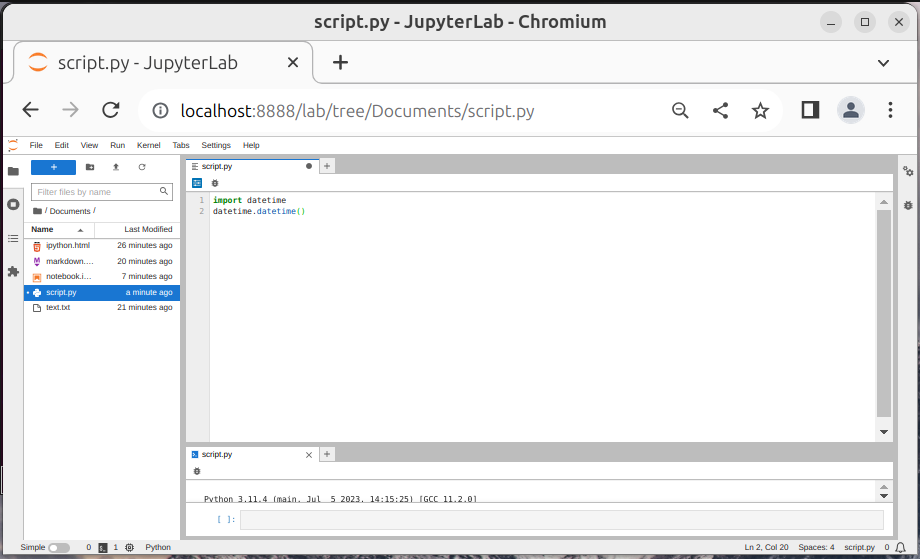 script.py - JupyterLab - Chromium
script.py - JupyterLab
localhost:8888/lab/tree/Documents/script.py
File Edit View Run Kernel Tabs Settings Help
Filter files by name
/ Documents /
Name Last Modified
ipython.html 26 minutes ago
markdown.... 20 minutes ago
notebook.i... 7 minutes ago
script.py a minute ago
text.txt 21 minutes ago
script.py
1 import datetime
2 datetime.datetime()
script.py
Python 3.11.4 (main, Jul 5 2023, 14:15:25) [GCC 11.2.0]
[ ]:
Simple 0 1 Python Ln 2, Col 20 Spaces: 4 script.py 0